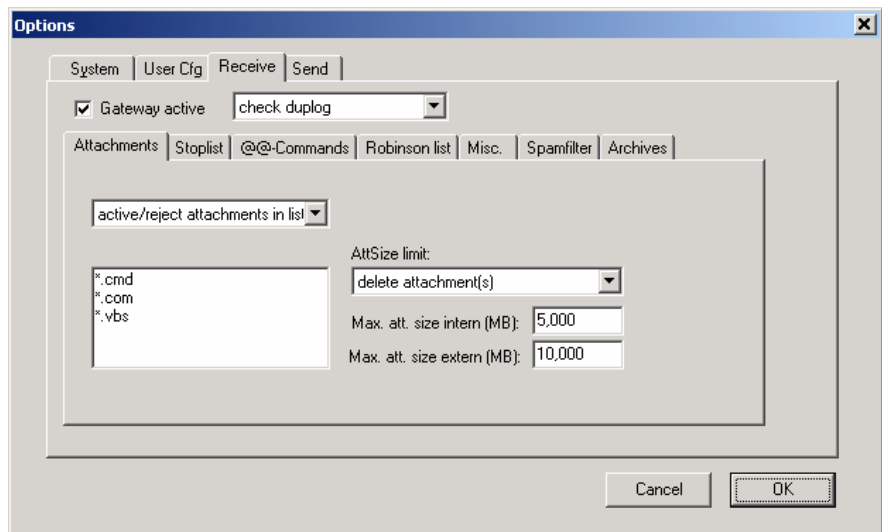 Options
System User Cfg Receive Send
Gateway active check duplog
Attachments Stoplist @@-Commands Robinson list Misc. Spamfilter Archives
active/reject attachments in list
AttSize limit:
delete attachment(s)
*.cmd
*.com
*.vbs
Max. att. size intern (MB): 5,000
Max. att. size extern (MB): 10,000
Cancel OK